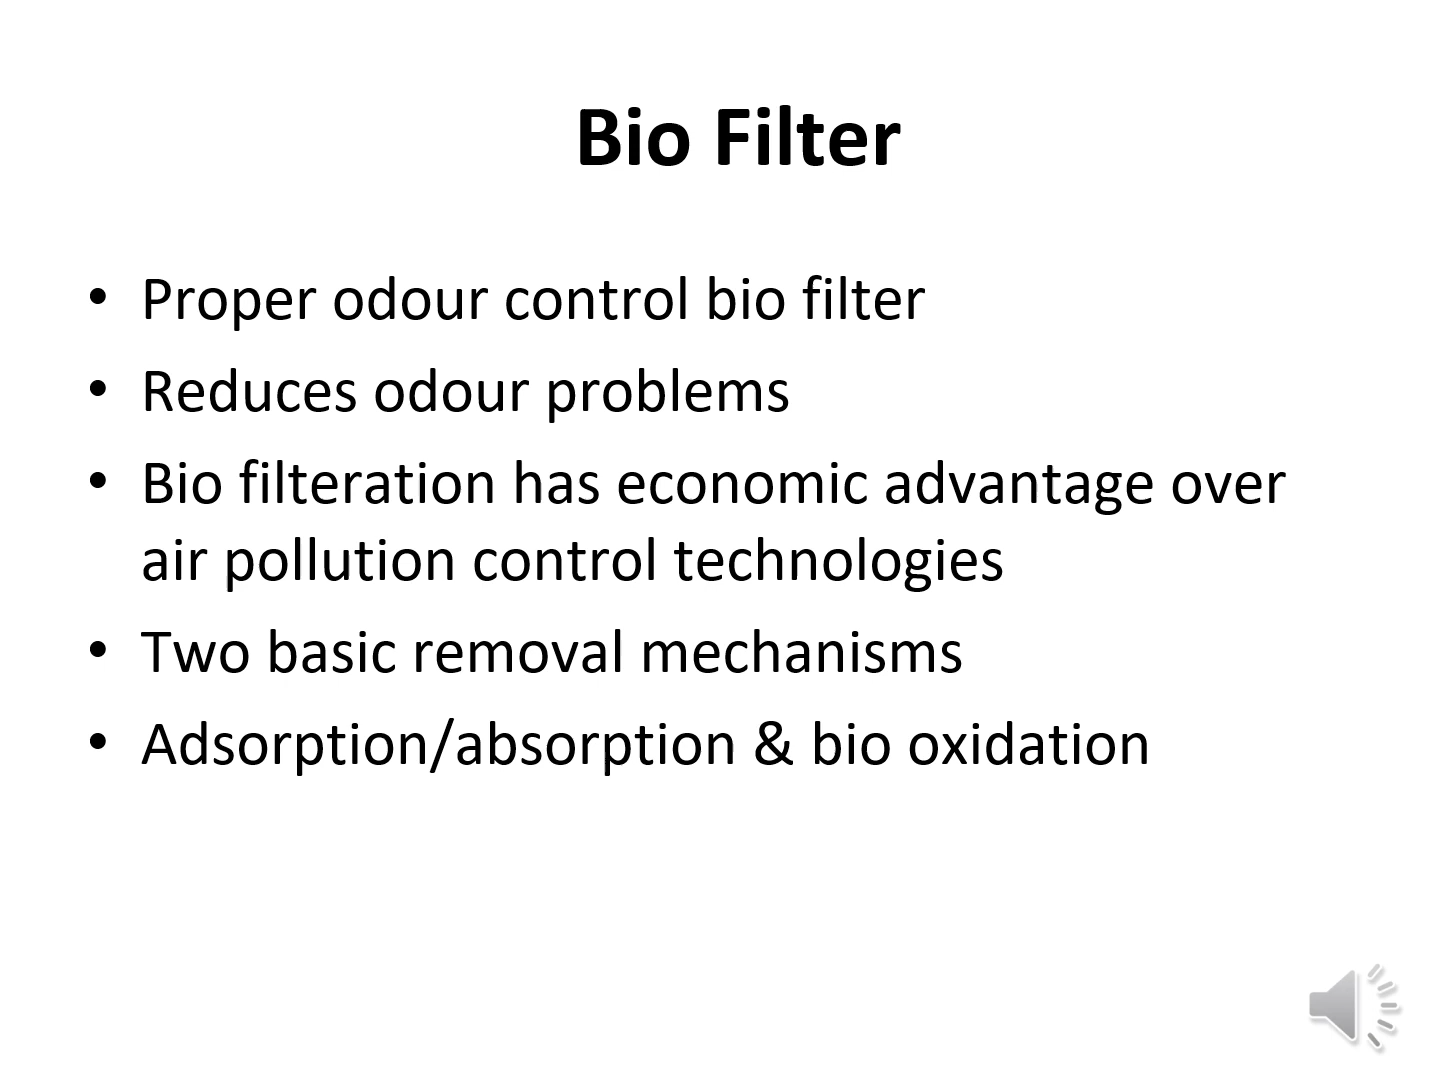 Bio Filter
• Proper odour control bio filter
• Reduces odour problems
• Bio filteration has economic advantage over
air pollution control technologies
• Two basic removal mechanisms
• Adsorption/absorption & bio oxidation